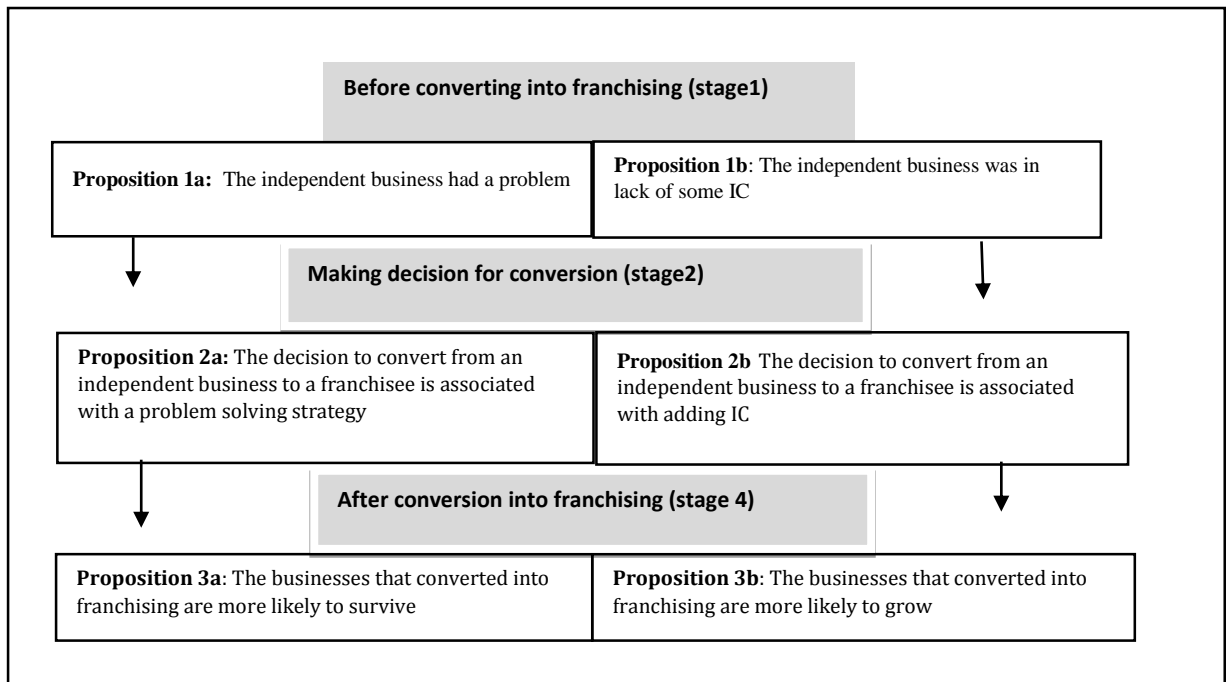 Before converting into franchising (stage1)
Proposition 1a: The independent business had a problem
Proposition 1b: The independent business was in
lack of some IC
Making decision for conversion (stage2)
Proposition 2a: The decision to convert from an
independent business to a franchisee is associated
with a problem solving strategy
Proposition 2b The decision to convert from an
independent business to a franchisee is associated
with adding IC
After conversion into franchising (stage 4)
Proposition 3a: The businesses that converted into
franchising are more likely to survive
Proposition 3b: The businesses that converted into
franchising are more likely to grow